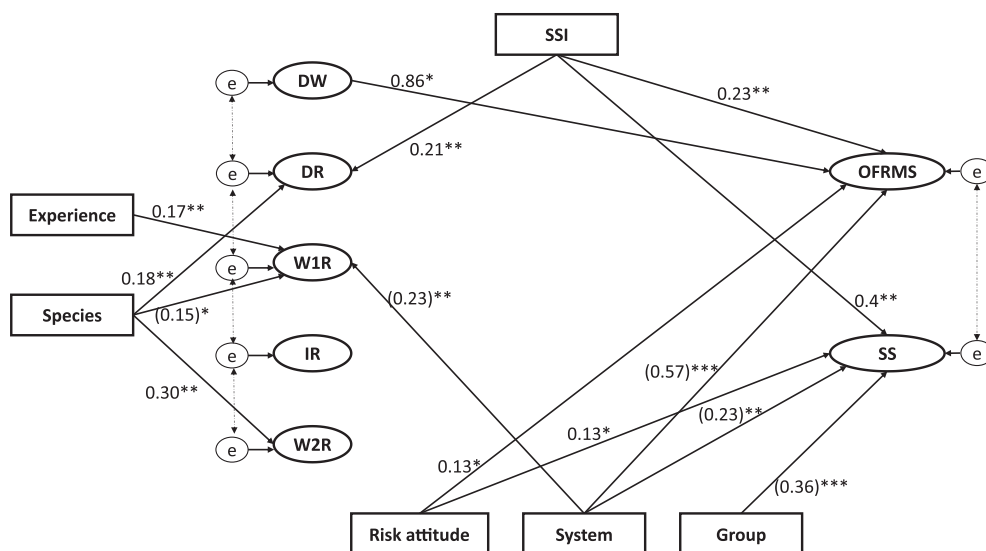 SSI
e
DW
0.86*
0.23**
e
DR
0.21**
OFRMS
e
Experience
0.17**
e
W1R
0.18**
(0.23)**
Species
(0.15)*
0.4**
e
IR
SS
e
(0.57)***
0.30**
(0.23)**
0.13*
e
W2R
0.13*
(0.36)***
Risk attitude
System
Group